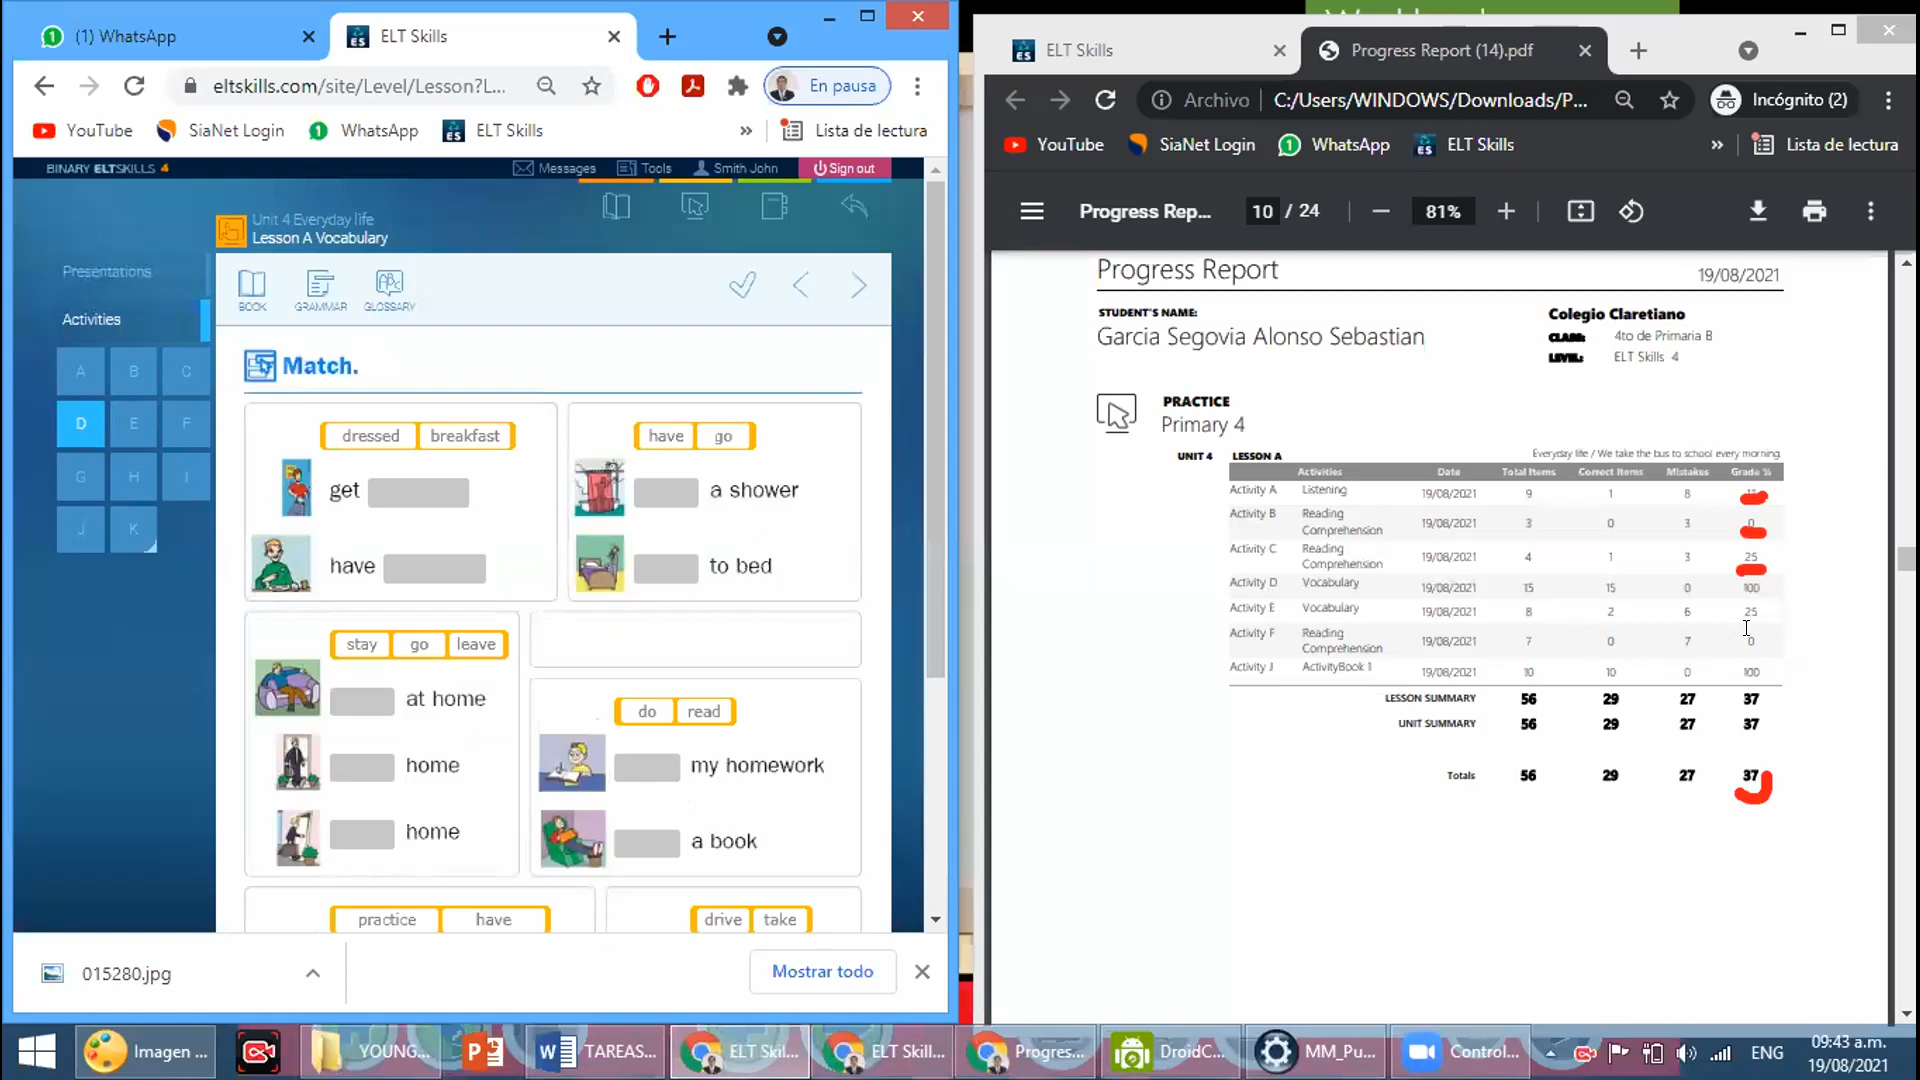 (1) WhatsApp
ELT Skills
eltskills.com/site/Level/Lesson?L...
En pausa
YouTube
SiaNet Login
WhatsApp
ELT Skills
»
Lista de lectura
BINARY ELTSKILLS 4
Messages
Tools
Smith John
Sign out
Unit 4 Everyday life
Lesson A Vocabulary
Presentations
Activities
A B C
D E F
G H I
J K
BOOK
GRAMMAR
GLOSSARY
Match.
dressed breakfast
get
have
have go
a shower
to bed
stay go leave
at home
home
home
do read
my homework
a book
practice have
drive take
015280.jpg
Mostrar todo
ELT Skills
Progress Report (14).pdf
Archivo
C:/Users/WINDOWS/Downloads/P...
Incógnito (2)
YouTube
SiaNet Login
WhatsApp
ELT Skills
»
Lista de lectura
Progress Rep...
10 / 24
81%
Progress Report
19/08/2021
STUDENT'S NAME:
Garcia Segovia Alonso Sebastian
Colegio Claretiano
CLASS: 4to de Primaria B
LEVEL: ELT Skills 4
PRACTICE
Primary 4
UNIT 4 LESSON A
Everyday life / We take the bus to school every morning.
Activities Date Total Items Correct Items Mistakes Grade %
Activity A Listening 19/08/2021 9 1 8
Activity B Reading Comprehension 19/08/2021 3 0 3 0
Activity C Reading Comprehension 19/08/2021 4 1 3 25
Activity D Vocabulary 19/08/2021 15 15 0 100
Activity E Vocabulary 19/08/2021 8 2 6 25
Activity F Reading Comprehension 19/08/2021 7 0 7 0
Activity J ActivityBook 1 19/08/2021 10 10 0 100
LESSON SUMMARY 56 29 27 37
UNIT SUMMARY 56 29 27 37
Totals 56 29 27 37
Imagen ...
YOUNG...
TAREAS...
ELT Skil...
ELT Skill...
Progres...
DroidC...
MM_Pu...
Control...
ENG
09:43 a.m.
19/08/2021